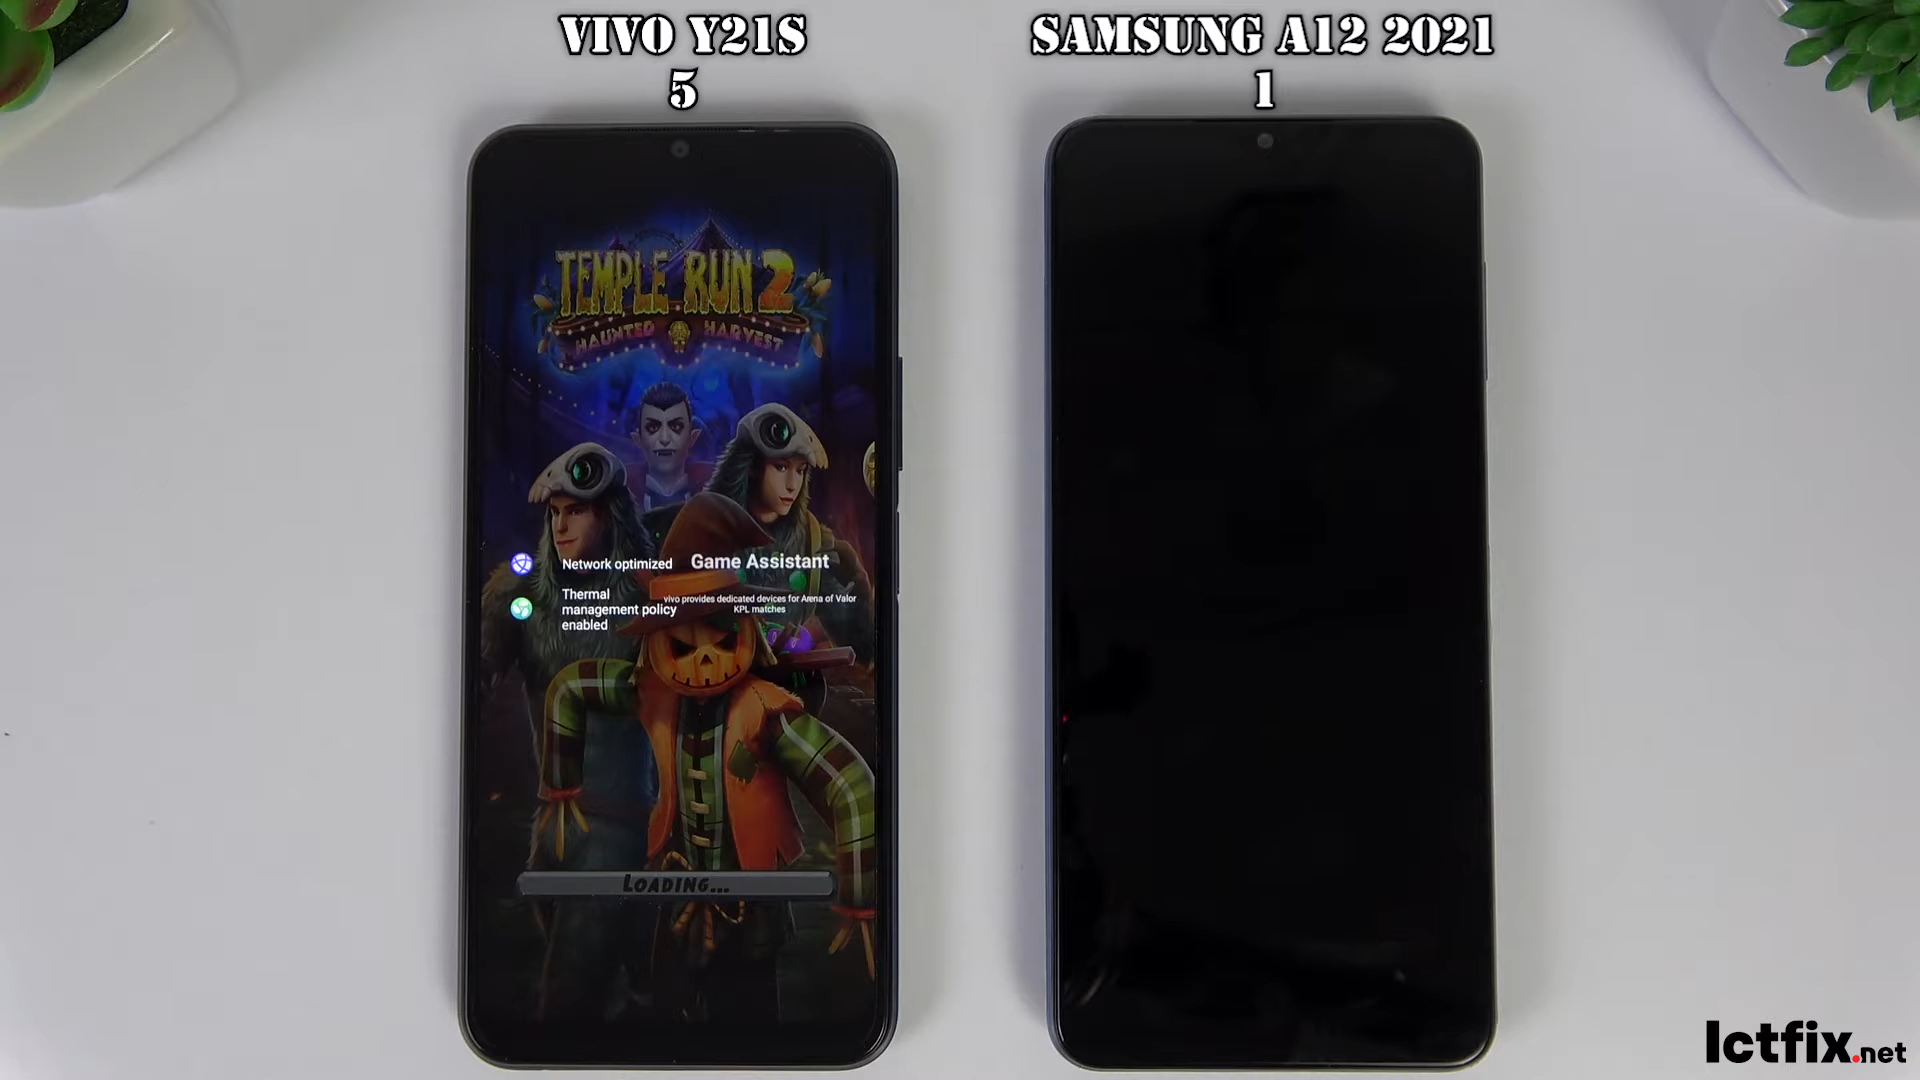 VIVO Y21S
5
SAMSUNG A12 2021
1
TEMPLE RUN 2
HAUNTED HARVEST
Network optimized
Thermal
management policy
enabled
Game Assistant
vivo provides dedicated devices for Arena of Valor
KPL matches
LOADING...
Ictfix.net